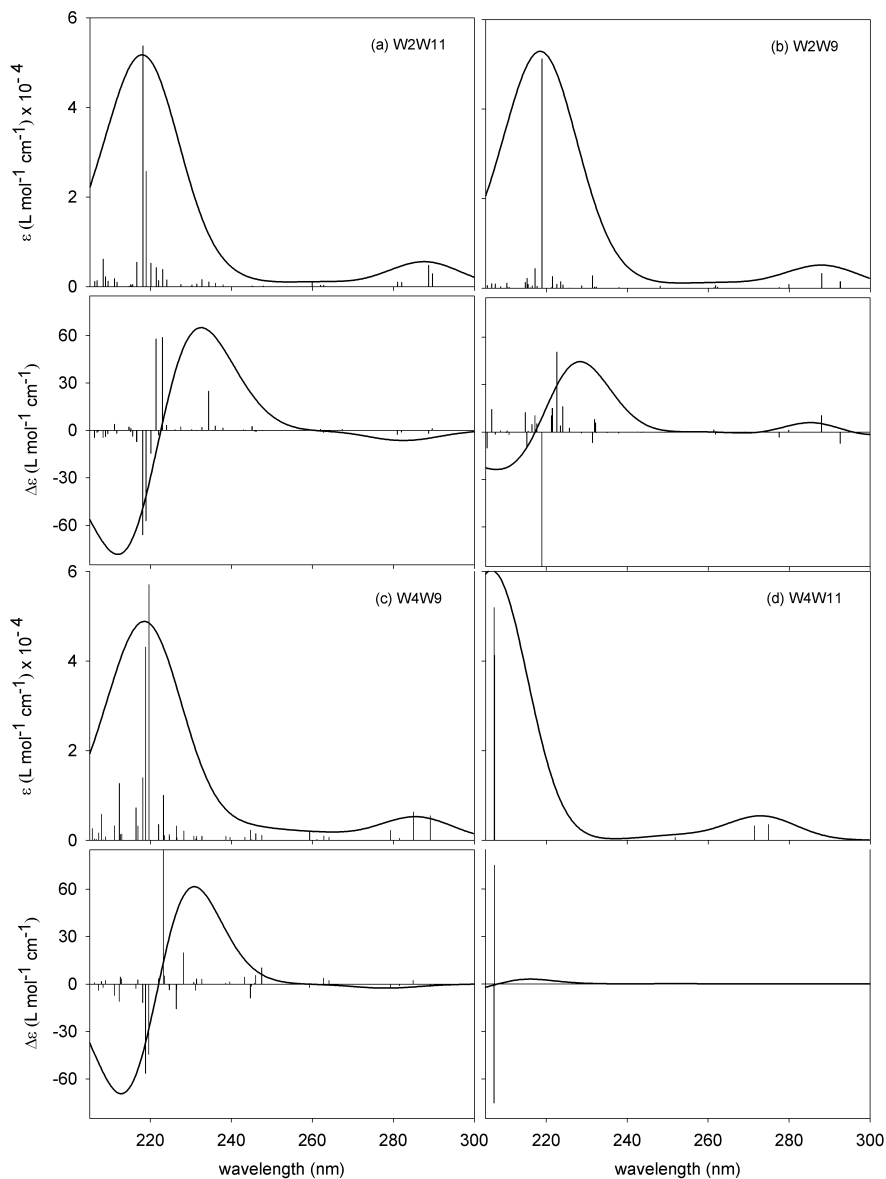 6
(a) W2W11
(b) W2W9
4
2
0
ε (L mol-1 cm-1) x 10-4
60
30
0
-30
-60
Δε (L mol-1 cm-1)
6
(c) W4W9
(d) W4W11
4
2
0
ε (L mol-1 cm-1) x 10-4
60
30
0
-30
-60
Δε (L mol-1 cm-1)
220 240 260 280 300 220 240 260 280 300
wavelength (nm) wavelength (nm)